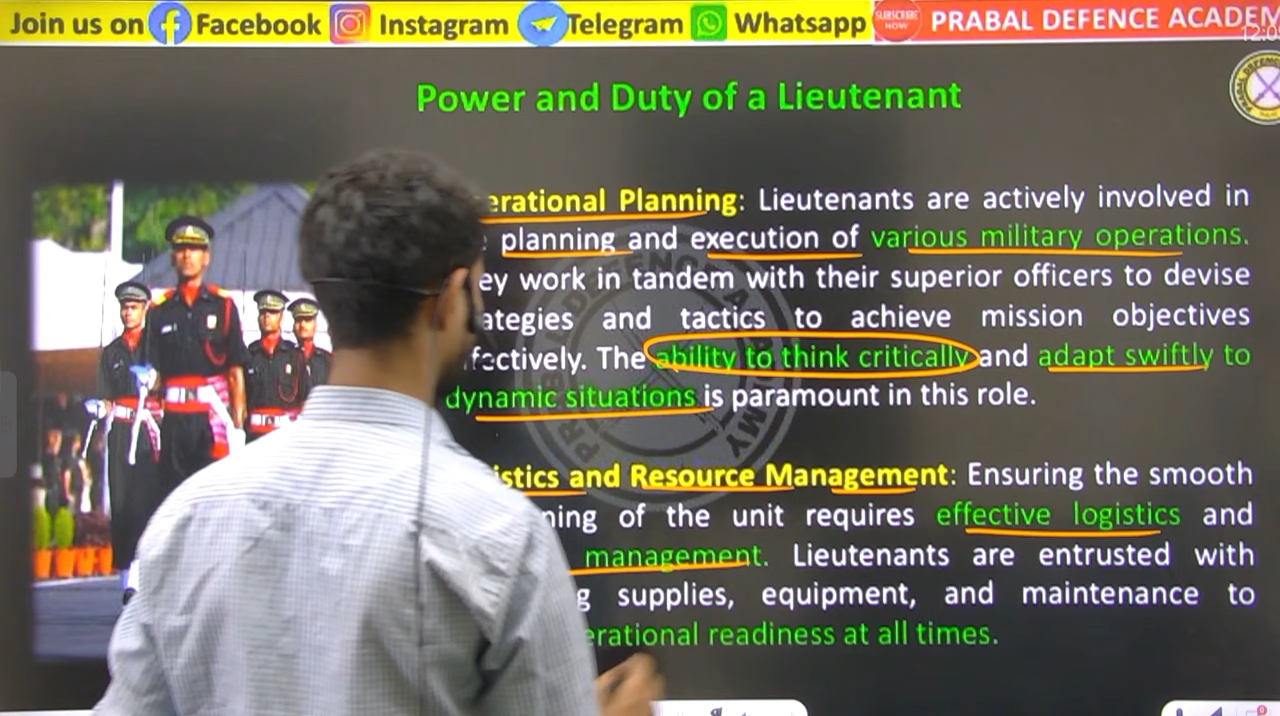 Join us on Facebook Instagram Telegram Whatsapp SUBSCRIBE NOW PRABAL DEFENCE ACADEM
Power and Duty of a Lieutenant
erational Planning: Lieutenants are actively involved in
planning and execution of various military operations.
ey work in tandem with their superior officers to devise
ategies and tactics to achieve mission objectives
fectively. The ability to think critically and adapt swiftly to
dynamic situations is paramount in this role.
istics and Resource Management: Ensuring the smooth
ning of the unit requires effective logistics and
management. Lieutenants are entrusted with
g supplies, equipment, and maintenance to
erational readiness at all times.